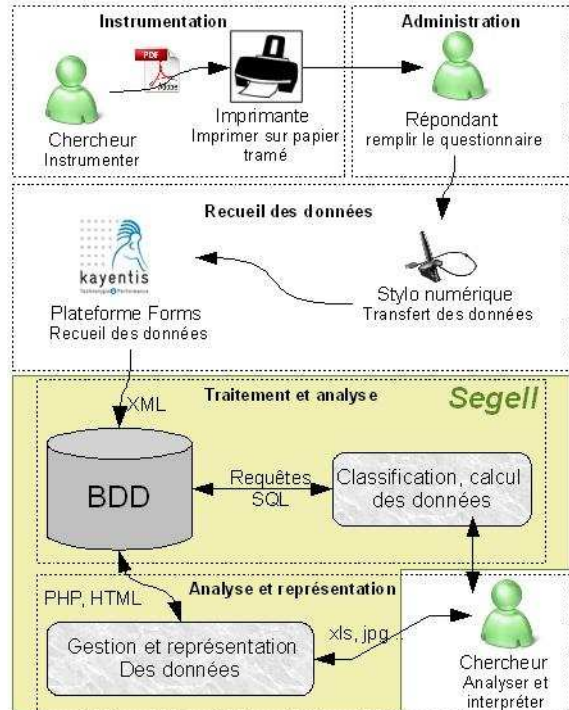 Instrumentation
Administration
PDF
Adobe
Chercheur
Instrumenter
Imprimante
Imprimer sur papier
tramé
Répondant
remplir le questionnaire
Recueil des données
kayentis
Plateforme Forms
Recueil des données
Stylo numérique
Transfert des données
Traitement et analyse
Segell
XML
BDD
Requêtes
SQL
Classification, calcul
des données
PHP, HTML
Analyse et représentation
Gestion et représentation
Des données
xls, jpg...
Chercheur
Analyser et
interpréter